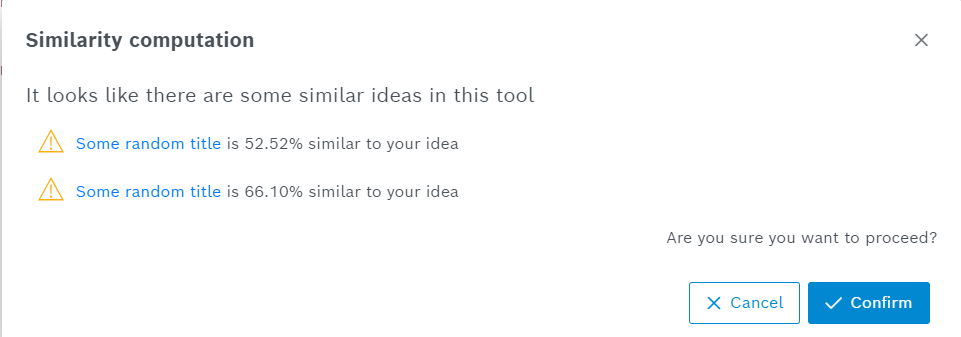 Similarity computation
It looks like there are some similar ideas in this tool
Some random title is 52.52% similar to your idea
Some random title is 66.10% similar to your idea
Are you sure you want to proceed?
Cancel
Confirm